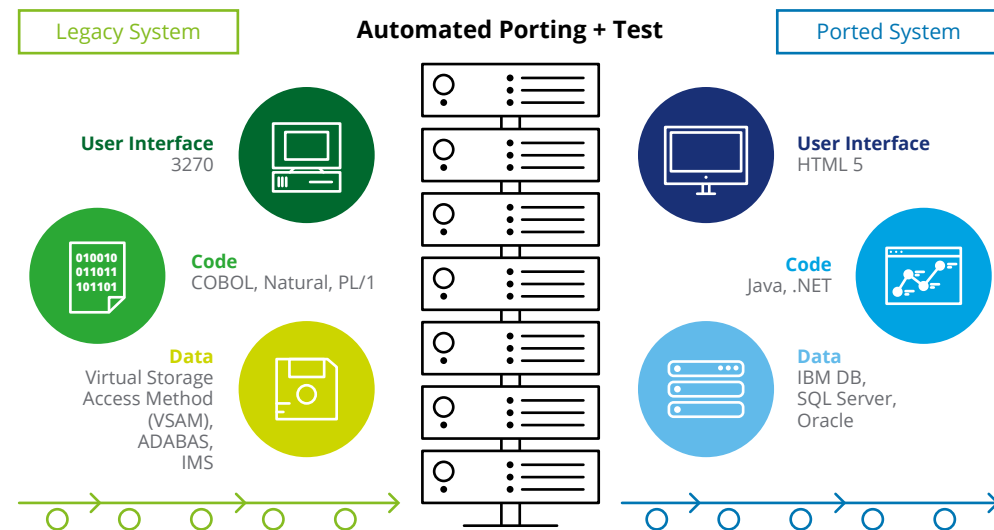 Legacy System
Automated Porting + Test
Ported System
User Interface
3270
010010
011011
101101
Code
COBOL, Natural, PL/1
Data
Virtual Storage
Access Method
(VSAM),
ADABAS,
IMS
User Interface
HTML 5
Code
Java, .NET
Data
IBM DB,
SQL Server,
Oracle